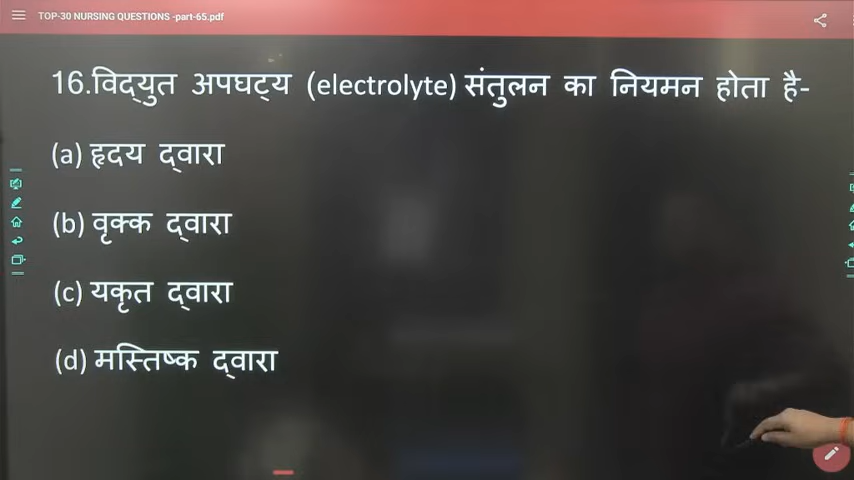 TOP-30 NURSING QUESTIONS -part-65.pdf
16.विद्युत अपघट्य (electrolyte) संतुलन का नियमन होता है-
(a) हृदय द्वारा
(b) वृक्क द्वारा
(c) यकृत द्वारा
(d) मस्तिष्क द्वारा